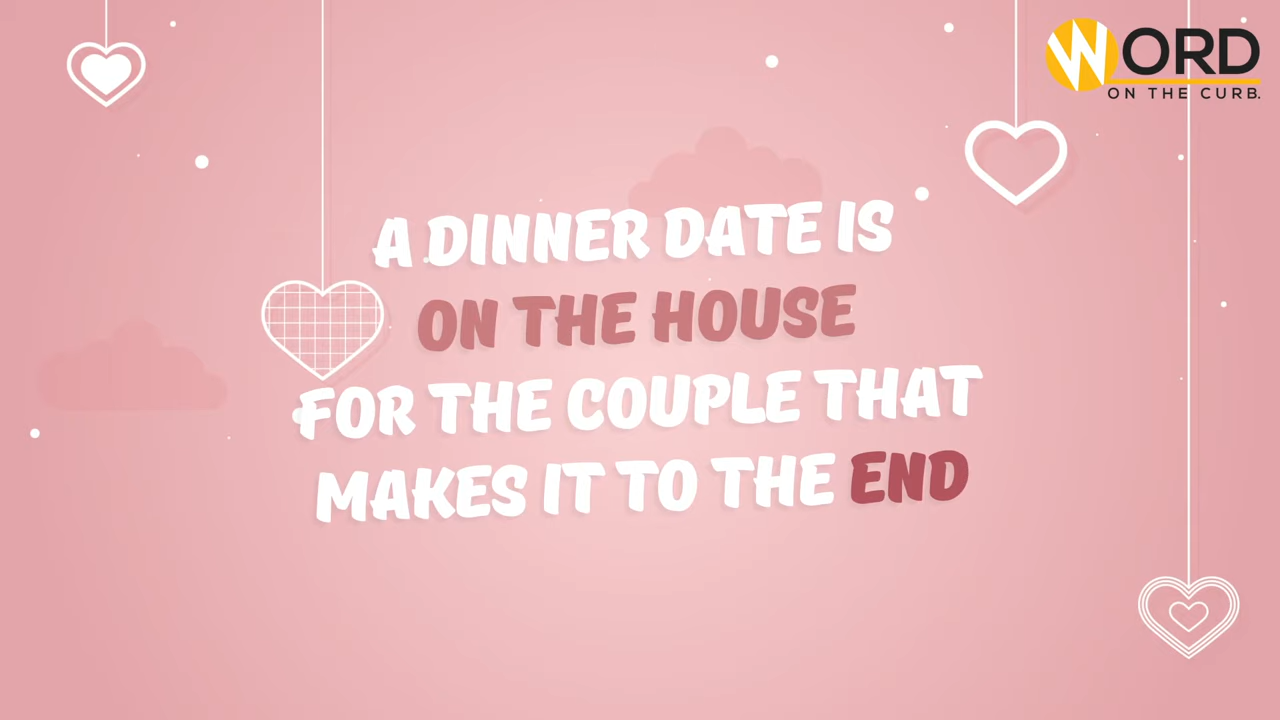 WORD
ON THE CURB.
A DINNER DATE IS
ON THE HOUSE
FOR THE COUPLE THAT
MAKES IT TO THE END